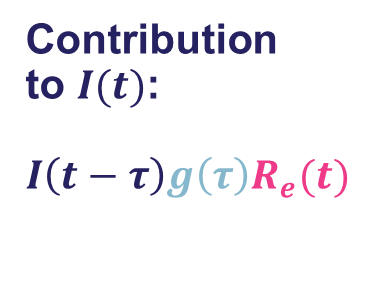 Contribution
to I(t):
I(t − τ)g(τ)Rₑ(t)